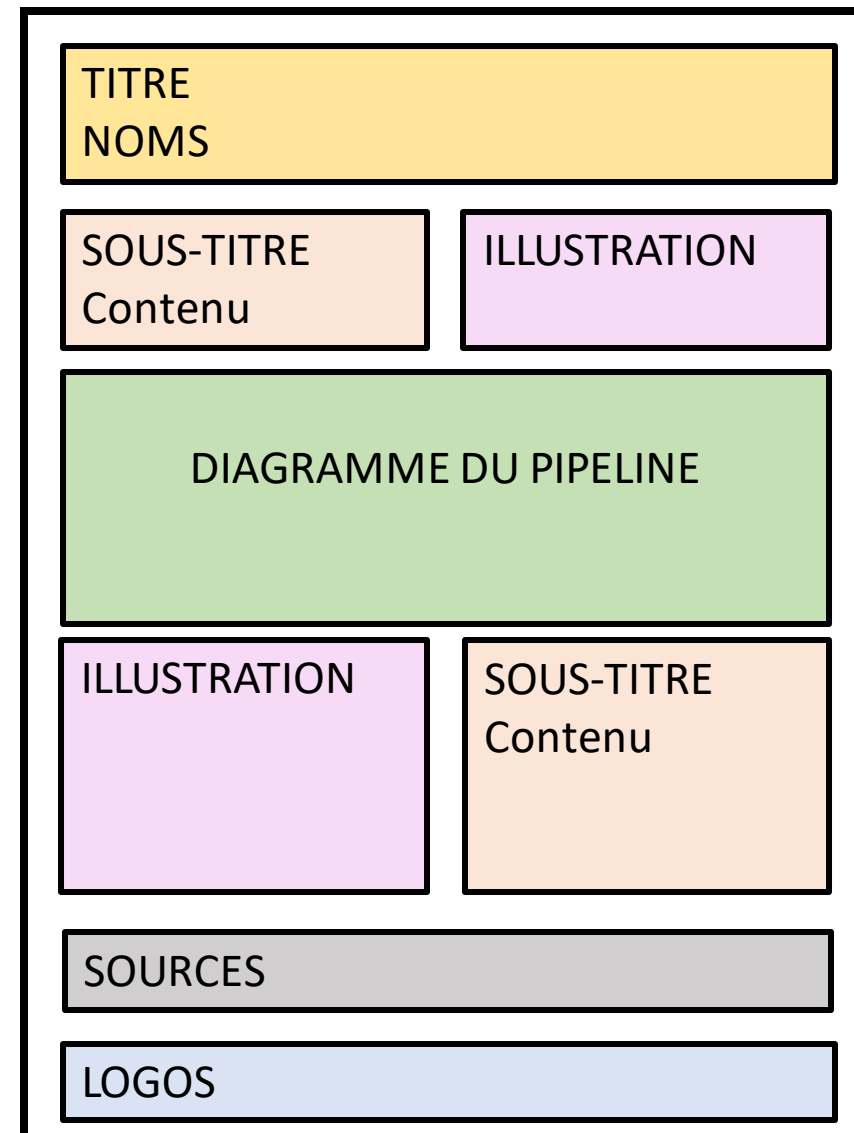 TITRE
NOMS
SOUS-TITRE
Contenu
ILLUSTRATION
DIAGRAMME DU PIPELINE
ILLUSTRATION
SOUS-TITRE
Contenu
SOURCES
LOGOS